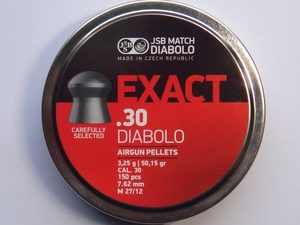 JSB MATCH
DIABOLO
MADE IN CZECH REPUBLIC
EXACT
.30
DIABOLO
CAREFULLY
SELECTED
AIRGUN PELLETS
3,25 g | 50,15 gr
CAL. 30
150 pcs
7.62 mm
M 27/12